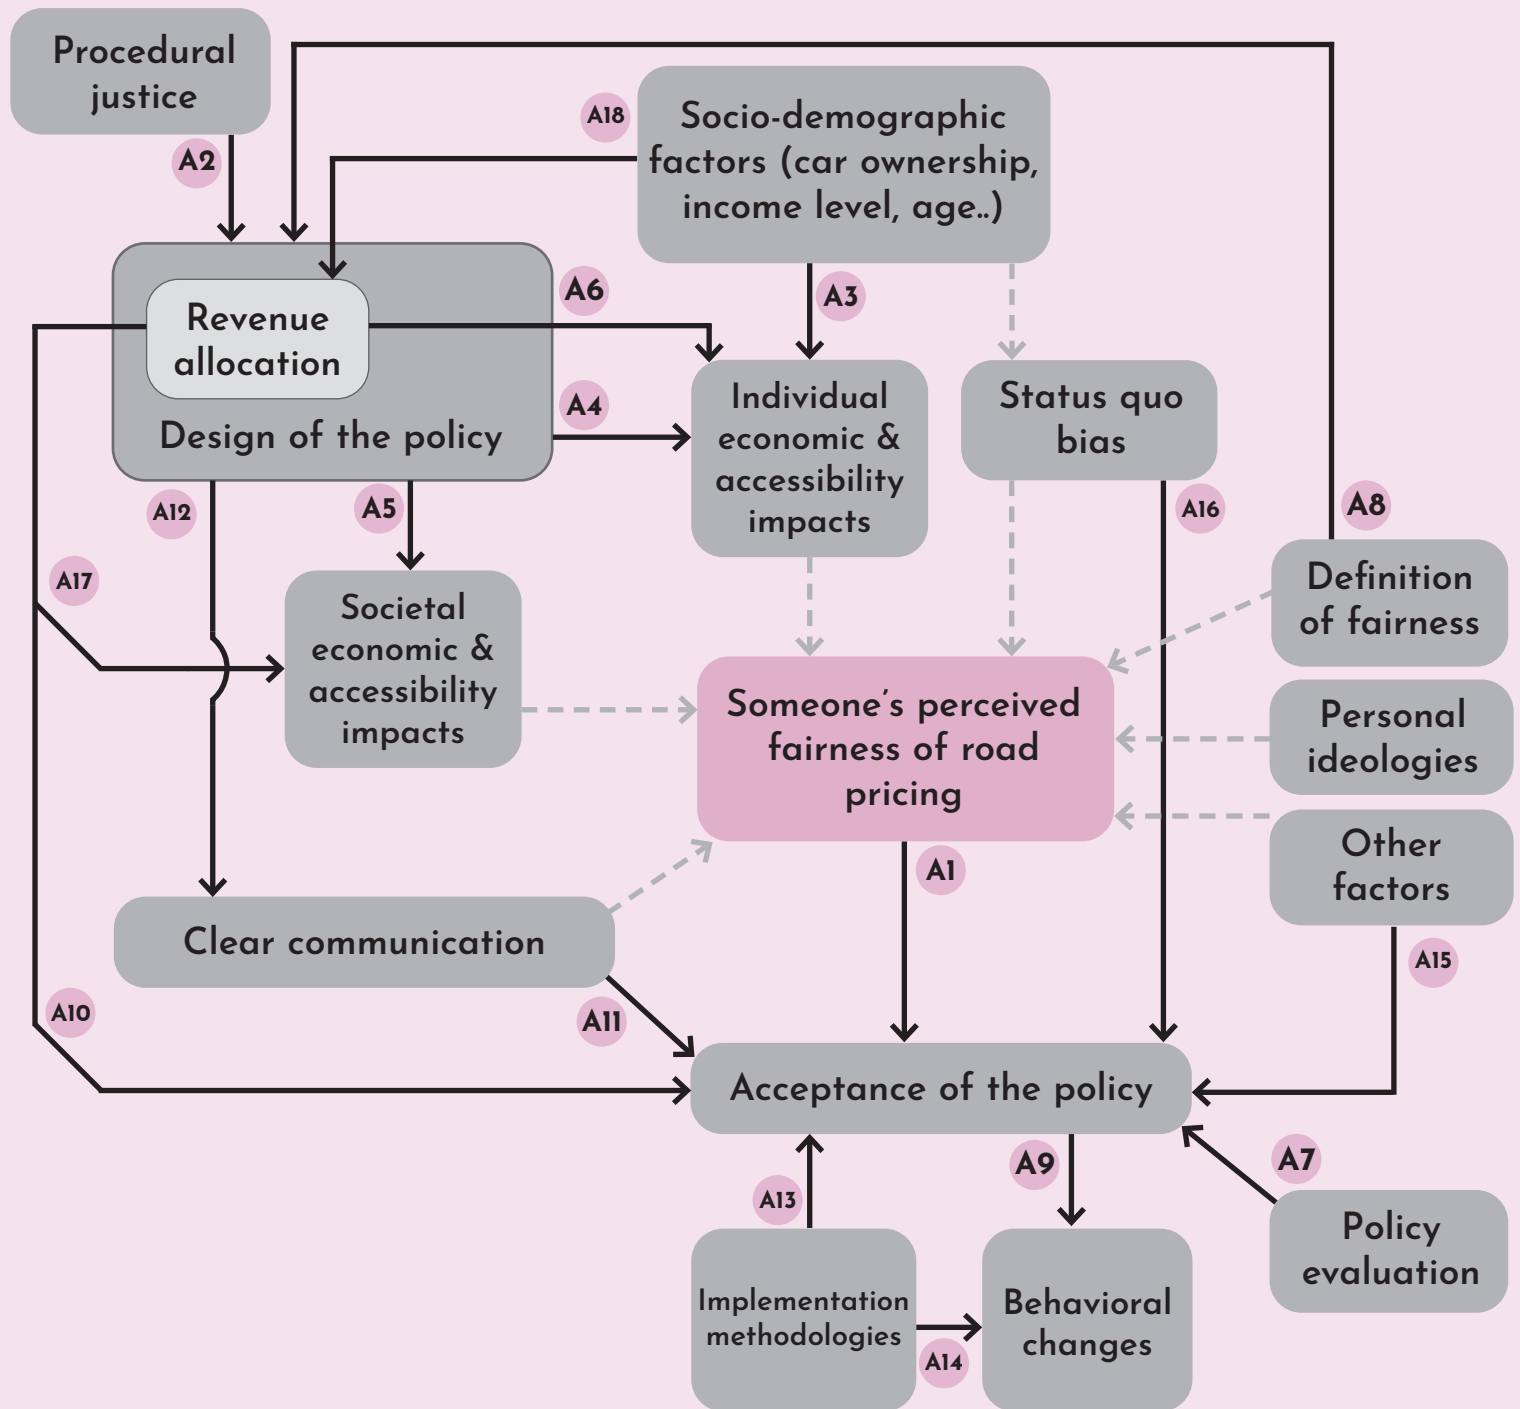 Procedural
justice
A2
A18
Socio-demographic
factors (car ownership,
income level, age..)
A3
Revenue
allocation
Design of the policy
A6
A4
Individual
economic &
accessibility
impacts
Status quo
bias
A16
A8
Definition
of fairness
A12
A5
A17
Societal
economic &
accessibility
impacts
Someone's perceived
fairness of road
pricing
Personal
ideologies
Other
factors
A1
A15
Clear communication
A10
A11
Acceptance of the policy
A13
A9
A7
Policy
evaluation
Implementation
methodologies
A14
Behavioral
changes